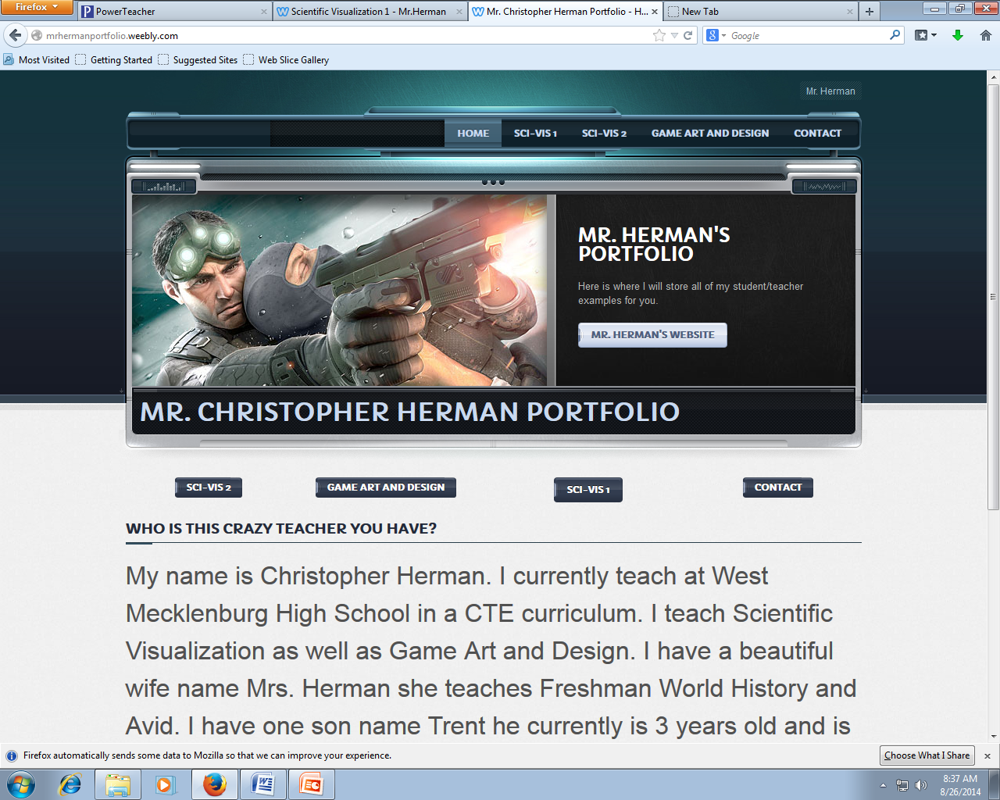 Firefox
PowerTeacher
Scientific Visualization 1 - Mr.Herman
Mr. Christopher Herman Portfolio - H...
New Tab
mrhermanportfolio.weebly.com
Google
Most Visited
Getting Started
Suggested Sites
Web Slice Gallery
Mr. Herman
HOME
SCI-VIS 1
SCI-VIS 2
GAME ART AND DESIGN
CONTACT
MR. HERMAN'S
PORTFOLIO
Here is where I will store all of my student/teacher
examples for you.
MR. HERMAN'S WEBSITE
MR. CHRISTOPHER HERMAN PORTFOLIO
SCI-VIS 2
GAME ART AND DESIGN
SCI-VIS 1
CONTACT
WHO IS THIS CRAZY TEACHER YOU HAVE?
My name is Christopher Herman. I currently teach at West
Mecklenburg High School in a CTE curriculum. I teach Scientific
Visualization as well as Game Art and Design. I have a beautiful
wife name Mrs. Herman she teaches Freshman World History and
Avid. I have one son name Trent he currently is 3 years old and is
Firefox automatically sends some data to Mozilla so that we can improve your experience.
Choose What I Share
8:37 AM
8/26/2014